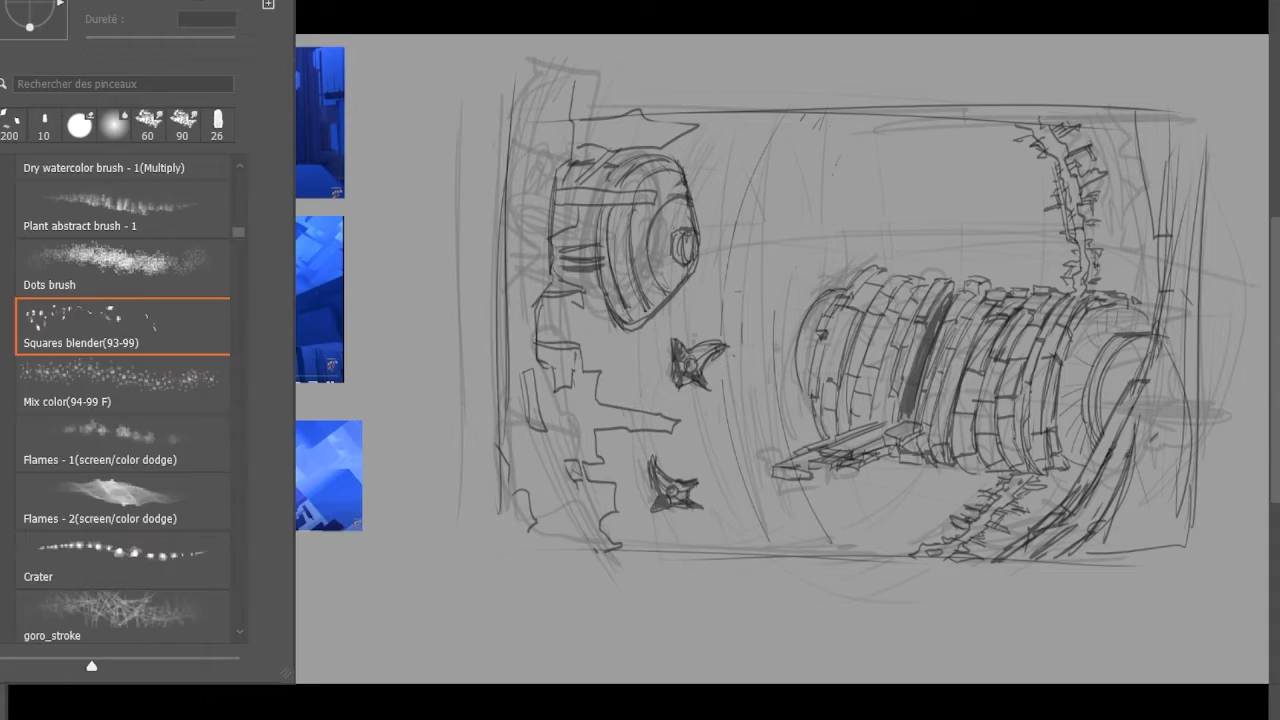 Dureté :
Rechercher des pinceaux
200 10 60 90 26
Dry watercolor brush - 1(Multiply)
Plant abstract brush - 1
Dots brush
Squares blender(93-99)
Mix color(94-99 F)
Flames - 1(screen/color dodge)
Flames - 2(screen/color dodge)
Crater
goro_stroke